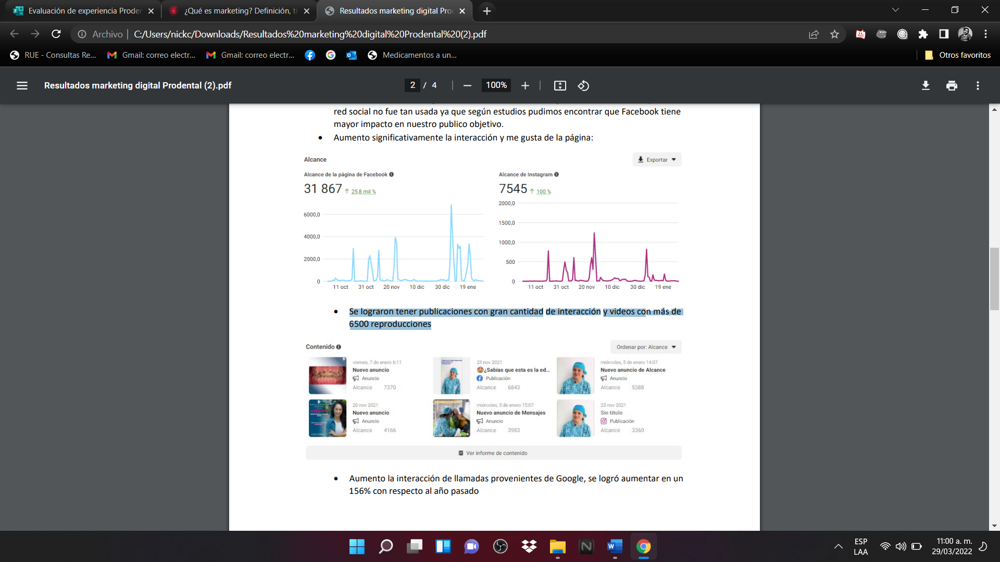 Evaluación de experiencia Proden
¿Qué es marketing? Definición, ti
Resultados marketing digital Pro
Archivo
C:/Users/nickc/Downloads/Resultados%20marketing%20digital%20Prodental%20(2).pdf
RUE - Consultas Re...
Gmail: correo electr...
Gmail: correo electr...
Medicamentos a un...
Otros favoritos
Resultados marketing digital Prodental (2).pdf
2 / 4
100%
red social no fue tan usada ya que según estudios pudimos encontrar que Facebook tiene
mayor impacto en nuestro publico objetivo.
• Aumento significativamente la interacción y me gusta de la página:
Alcance
Exportar
Alcance de la página de Facebook
31 867 ↑ 25,8 mil %
6000,0
4000,0
2000,0
0
11 oct 31 oct 20 nov 10 dic 30 dic 19 ene
Alcance de Instagram
7545 ↑ 100 %
2000,0
1500,0
1000,0
500
0
11 oct 31 oct 20 nov 10 dic 30 dic 19 ene
• Se lograron tener publicaciones con gran cantidad de interacción y videos con más de
6500 reproducciones
Contenido
Ordenar por: Alcance
viernes, 7 de enero 6:11
Nuevo anuncio
Anuncio
Alcance 7370
23 nov 2021
¿Sabías que esta es la ed...
Publicación
Alcance 6843
miércoles, 5 de enero 14:07
Nuevo anuncio de Alcance
Anuncio
Alcance 5388
20 nov 2021
Nuevo anuncio
Anuncio
Alcance 4166
miércoles, 5 de enero 15:07
Nuevo anuncio de Mensajes
Anuncio
Alcance 3983
23 nov 2021
Sin título
Publicación
Alcance 3360
Ver informe de contenido
• Aumento la interacción de llamadas provenientes de Google, se logró aumentar en un
156% con respecto al año pasado
ESP
LAA
11:00 a. m.
29/03/2022